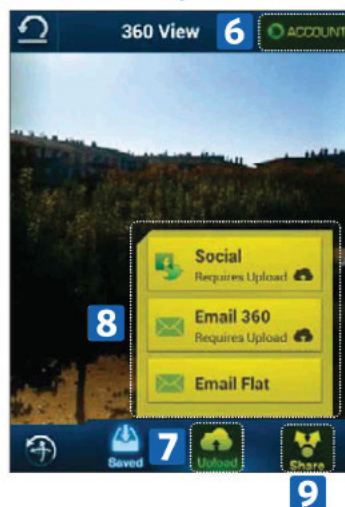 360 View
6
ACCOUNT
Social
Requires Upload
8
Email 360
Requires Upload
Email Flat
Saved
7
Upload
Share
9